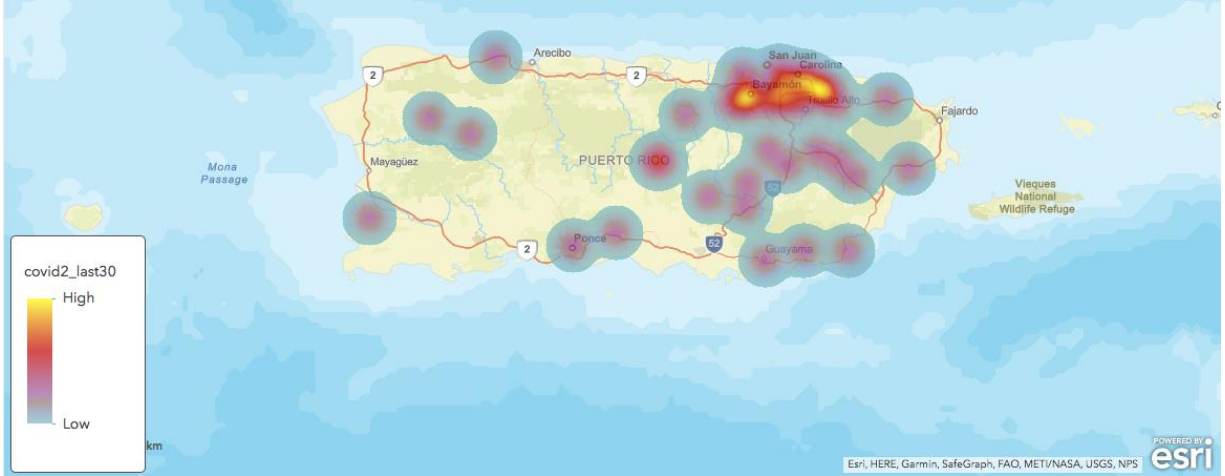 2
Arecibo
2
San Juan
Carolina
Bayamón
Trujillo Alto
Fajardo
Mona
Passage
Mayagüez
PUERTO RICO
52
Vieques
National
Wildlife Refuge
2
Ponce
52
Guayama
covid2_last30
High
Low
km
Esri, HERE, Garmin, SafeGraph, FAO, METI/NASA, USGS, NPS
POWERED BY
esri